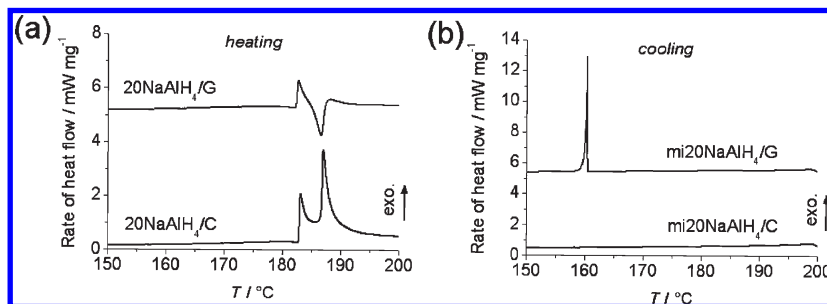 (a)
heating
20NaAlH4/G
20NaAlH4/C
exo.
Rate of heat flow / mW mg-1
8
6
4
2
0
150 160 170 180 190 200
T / °C
(b)
cooling
mi20NaAlH4/G
mi20NaAlH4/C
exo.
Rate of heat flow / mW mg-1
14
12
10
8
6
4
2
0
150 160 170 180 190 200
T / °C